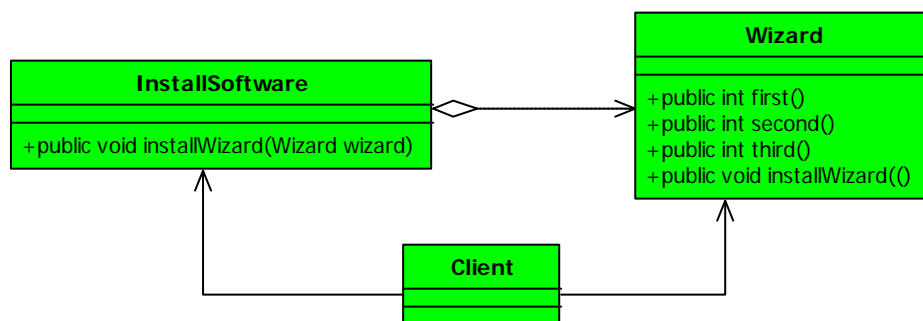 InstallSoftware
+public void installWizard(Wizard wizard)
Wizard
+public int first()
+public int second()
+public int third()
+public void installWizard(()
Client